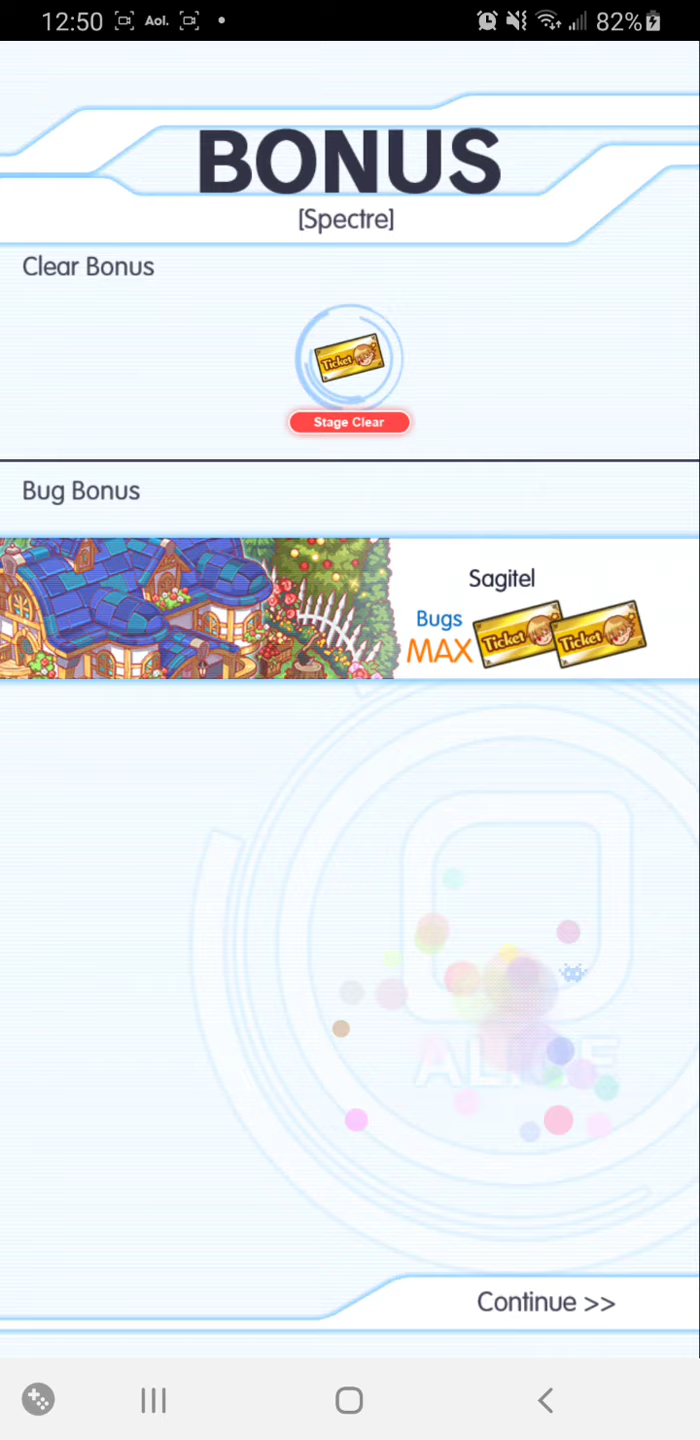 12:50 Aol. 82%
BONUS
[Spectre]
Clear Bonus
Ticket
Stage Clear
Bug Bonus
Sagitel
Bugs
MAX
Ticket Ticket
ALICE
Continue >>